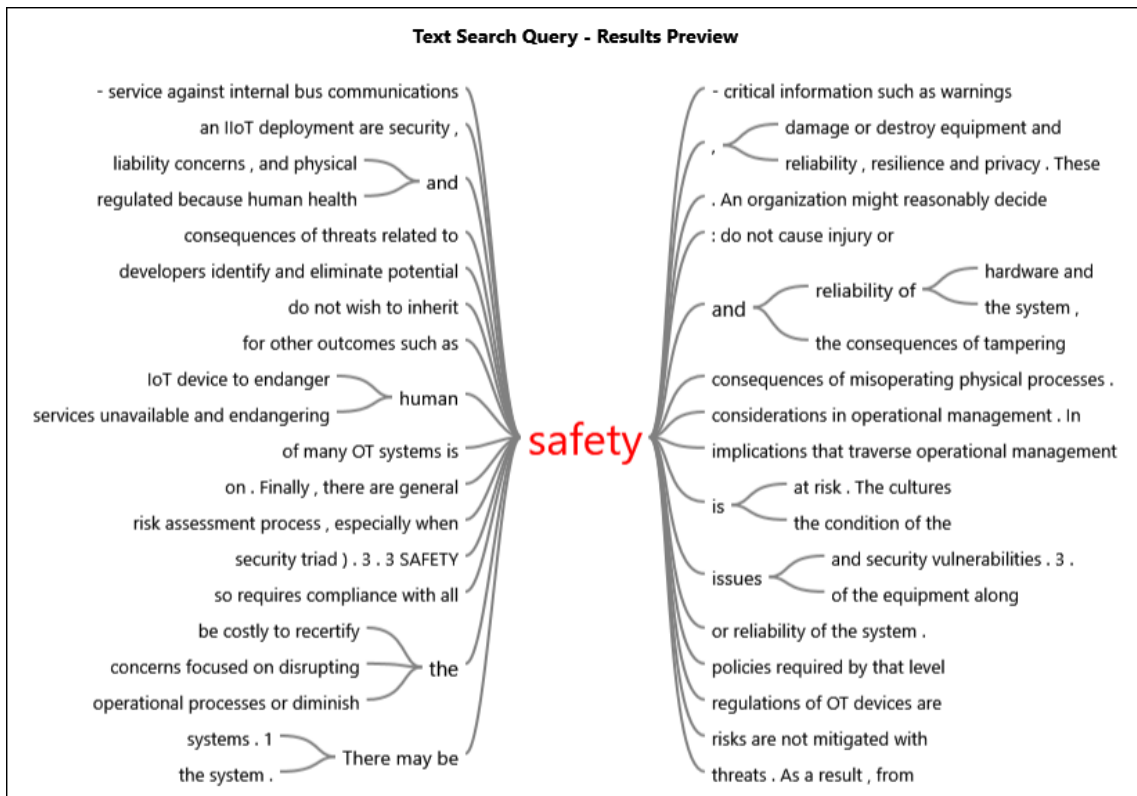 Text Search Query - Results Preview
- service against internal bus communications
an IIoT deployment are security ,
liability concerns , and physical
regulated because human health
and
consequences of threats related to
developers identify and eliminate potential
do not wish to inherit
for other outcomes such as
IoT device to endanger
services unavailable and endangering
human
of many OT systems is
on . Finally , there are general
risk assessment process , especially when
security triad ) . 3 . 3 SAFETY
so requires compliance with all
be costly to recertify
concerns focused on disrupting
operational processes or diminish
the
systems . 1
the system .
There may be
safety
- critical information such as warnings
,
damage or destroy equipment and
reliability , resilience and privacy . These
. An organization might reasonably decide
: do not cause injury or
and
reliability of
hardware and
the system ,
the consequences of tampering
consequences of misoperating physical processes .
considerations in operational management . In
implications that traverse operational management
is
at risk . The cultures
the condition of the
issues
and security vulnerabilities . 3 .
of the equipment along
or reliability of the system .
policies required by that level
regulations of OT devices are
risks are not mitigated with
threats . As a result , from